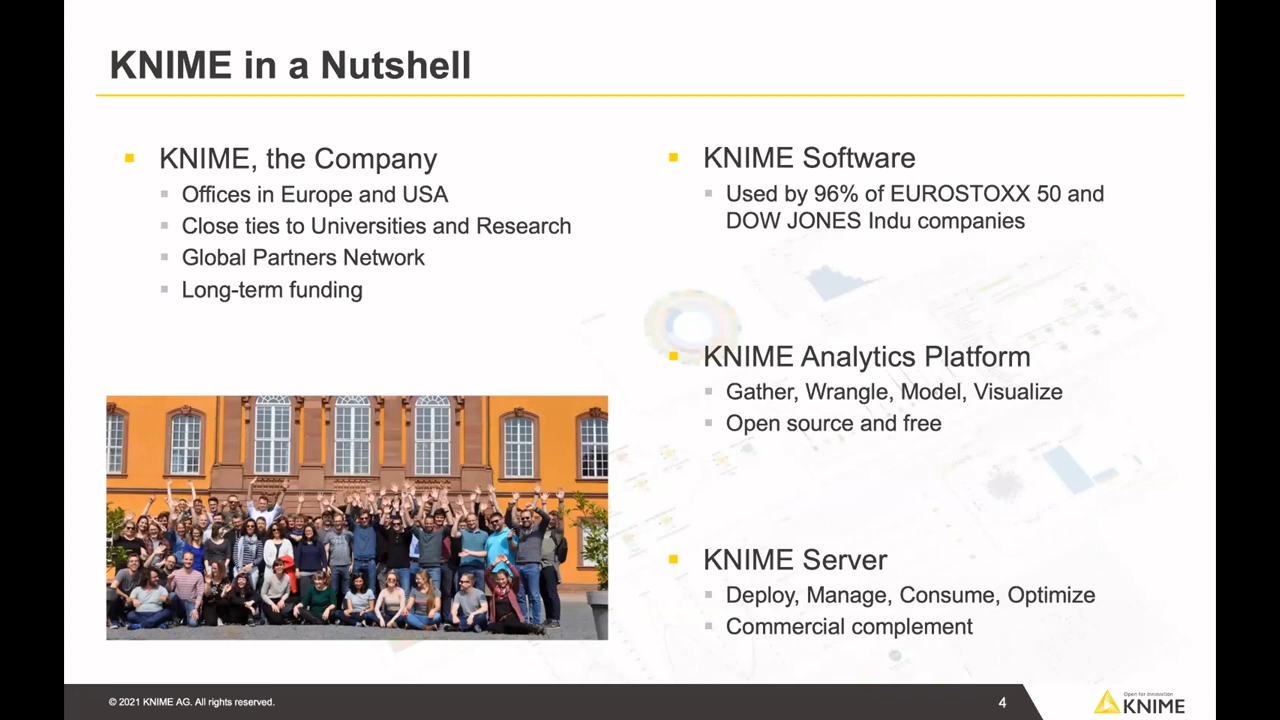 KNIME in a Nutshell
KNIME, the Company
Offices in Europe and USA
Close ties to Universities and Research
Global Partners Network
Long-term funding
KNIME Software
Used by 96% of EUROSTOXX 50 and
DOW JONES Indu companies
KNIME Analytics Platform
Gather, Wrangle, Model, Visualize
Open source and free
KNIME Server
Deploy, Manage, Consume, Optimize
Commercial complement
© 2021 KNIME AG. All rights reserved.
4
Open for Innovation
KNIME